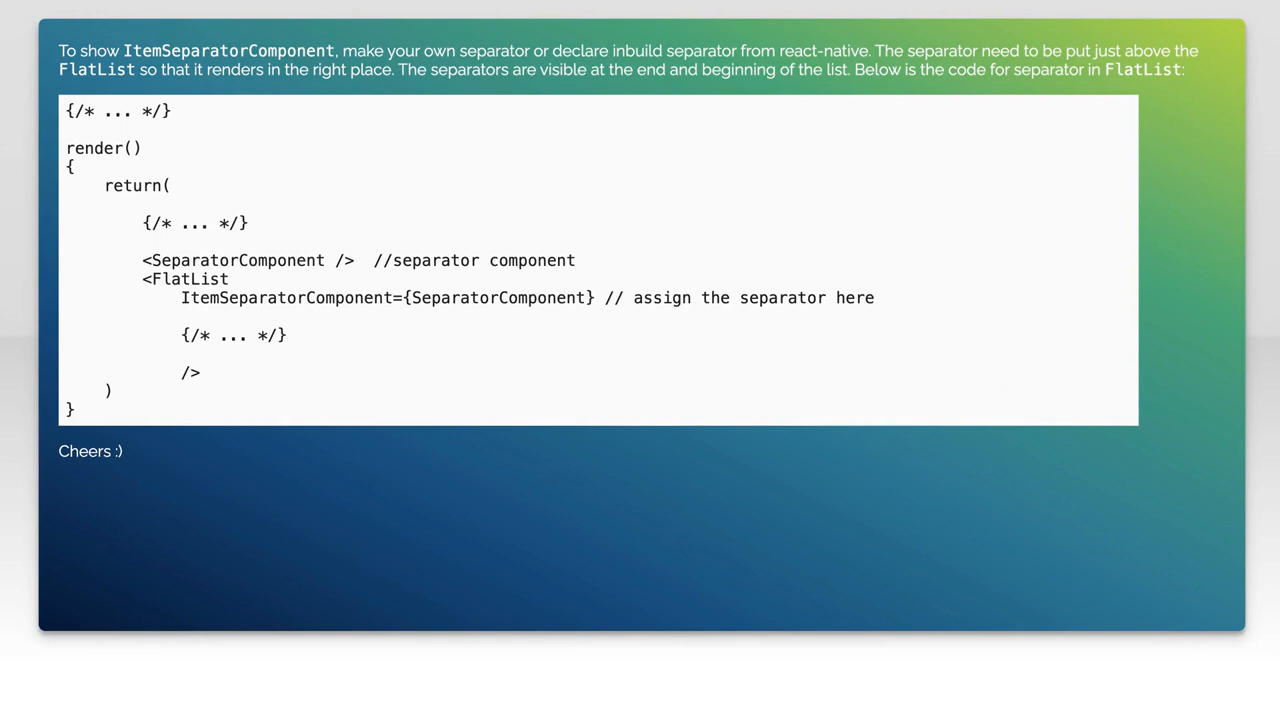 To show ItemSeparatorComponent, make your own separator or declare inbuild separator from react-native. The separator need to be put just above the
FlatList so that it renders in the right place. The separators are visible at the end and beginning of the list. Below is the code for separator in FlatList:
{/* ... */}
render()
{
    return(
        {/* ... */}
        <SeparatorComponent />  //separator component
        <FlatList
            ItemSeparatorComponent={SeparatorComponent} // assign the separator here
            {/* ... */}
            />
    )
}
Cheers :)